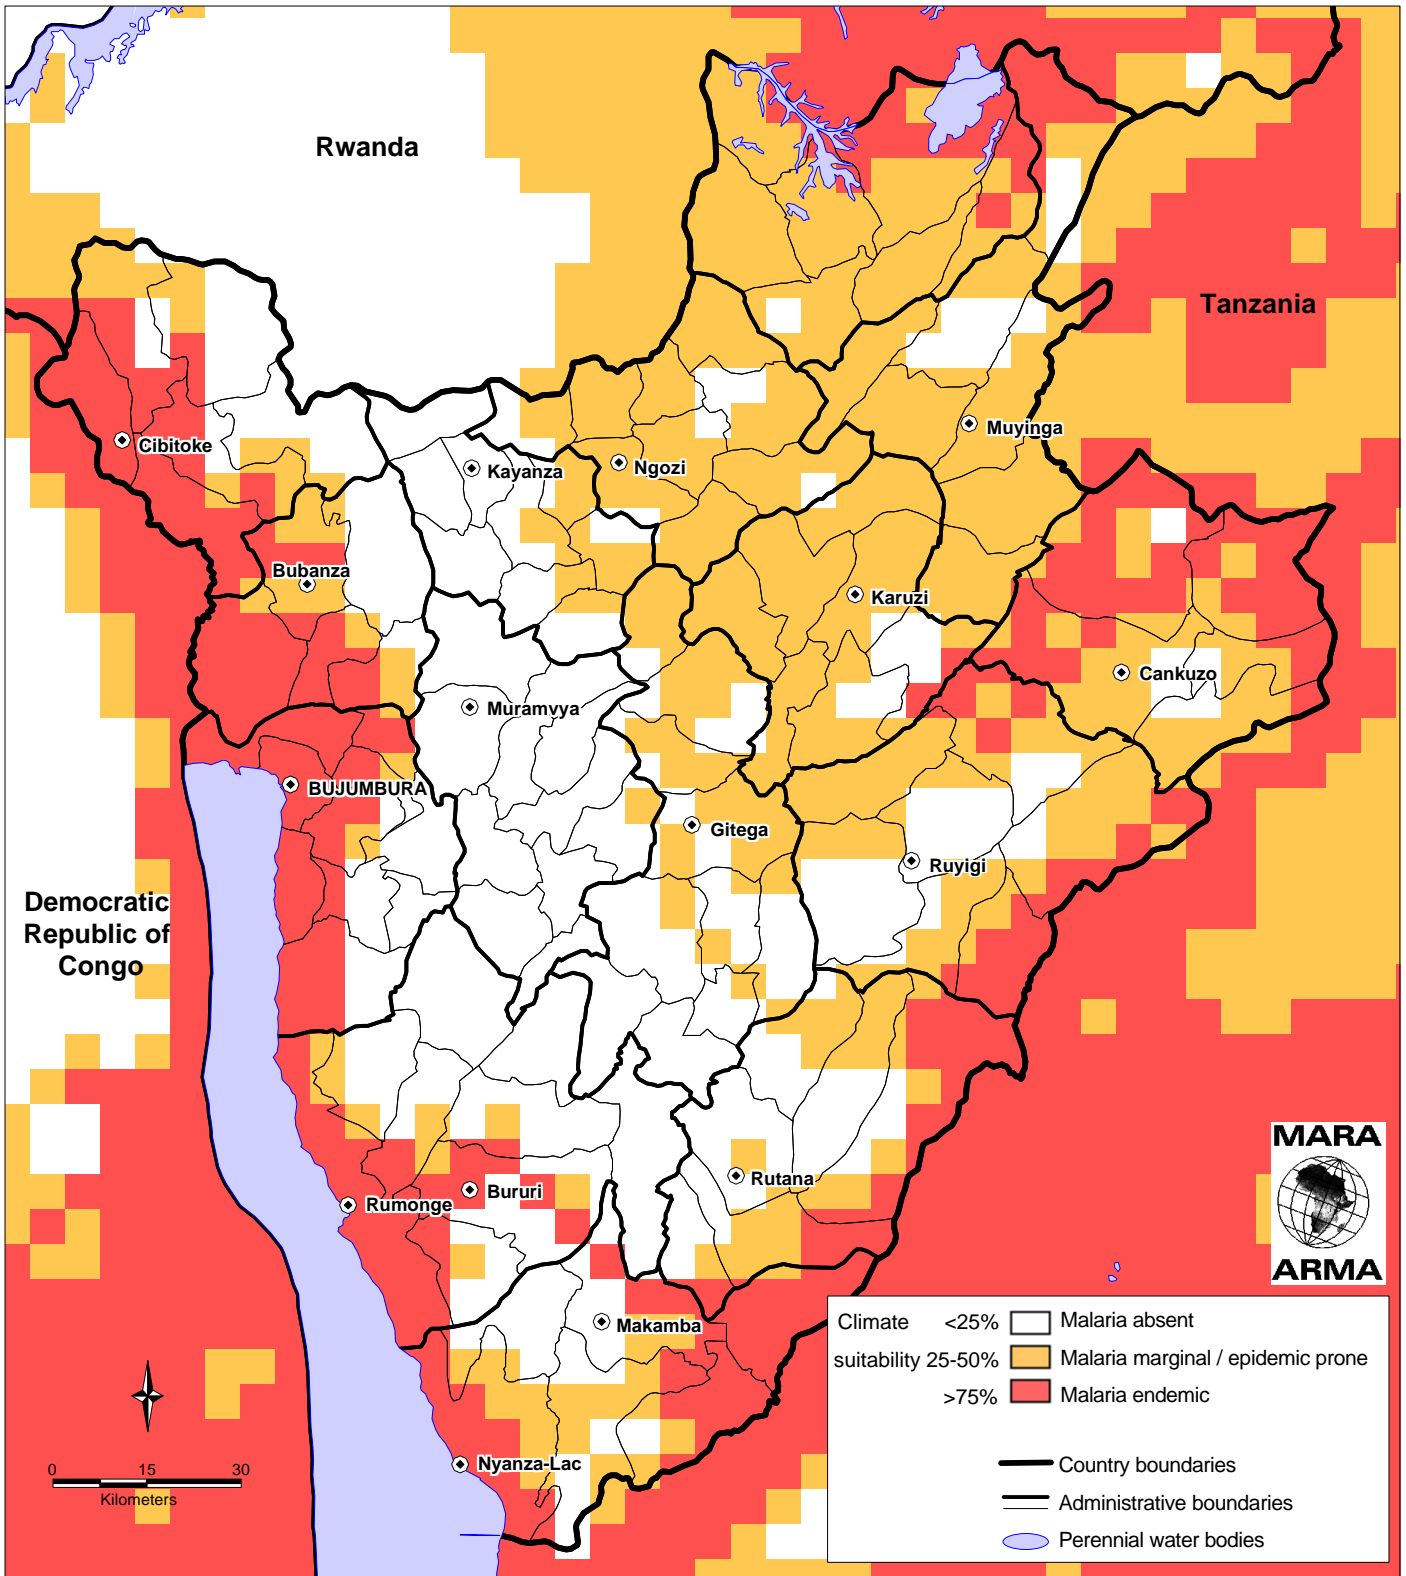 Rwanda
Tanzania
Cibitoke
Kayanza
Ngozi
Muyinga
Bubanza
Karuzi
Cankuzo
Muramvya
BUJUMBURA
Gitega
Ruyigi
Democratic
Republic of
Congo
Rutana
Bururi
Rumonge
Makamba
Nyanza-Lac
MARA
ARMA
Climate <25% Malaria absent
suitability 25-50% Malaria marginal / epidemic prone
>75% Malaria endemic
Country boundaries
Administrative boundaries
Perennial water bodies
0 15 30
Kilometers